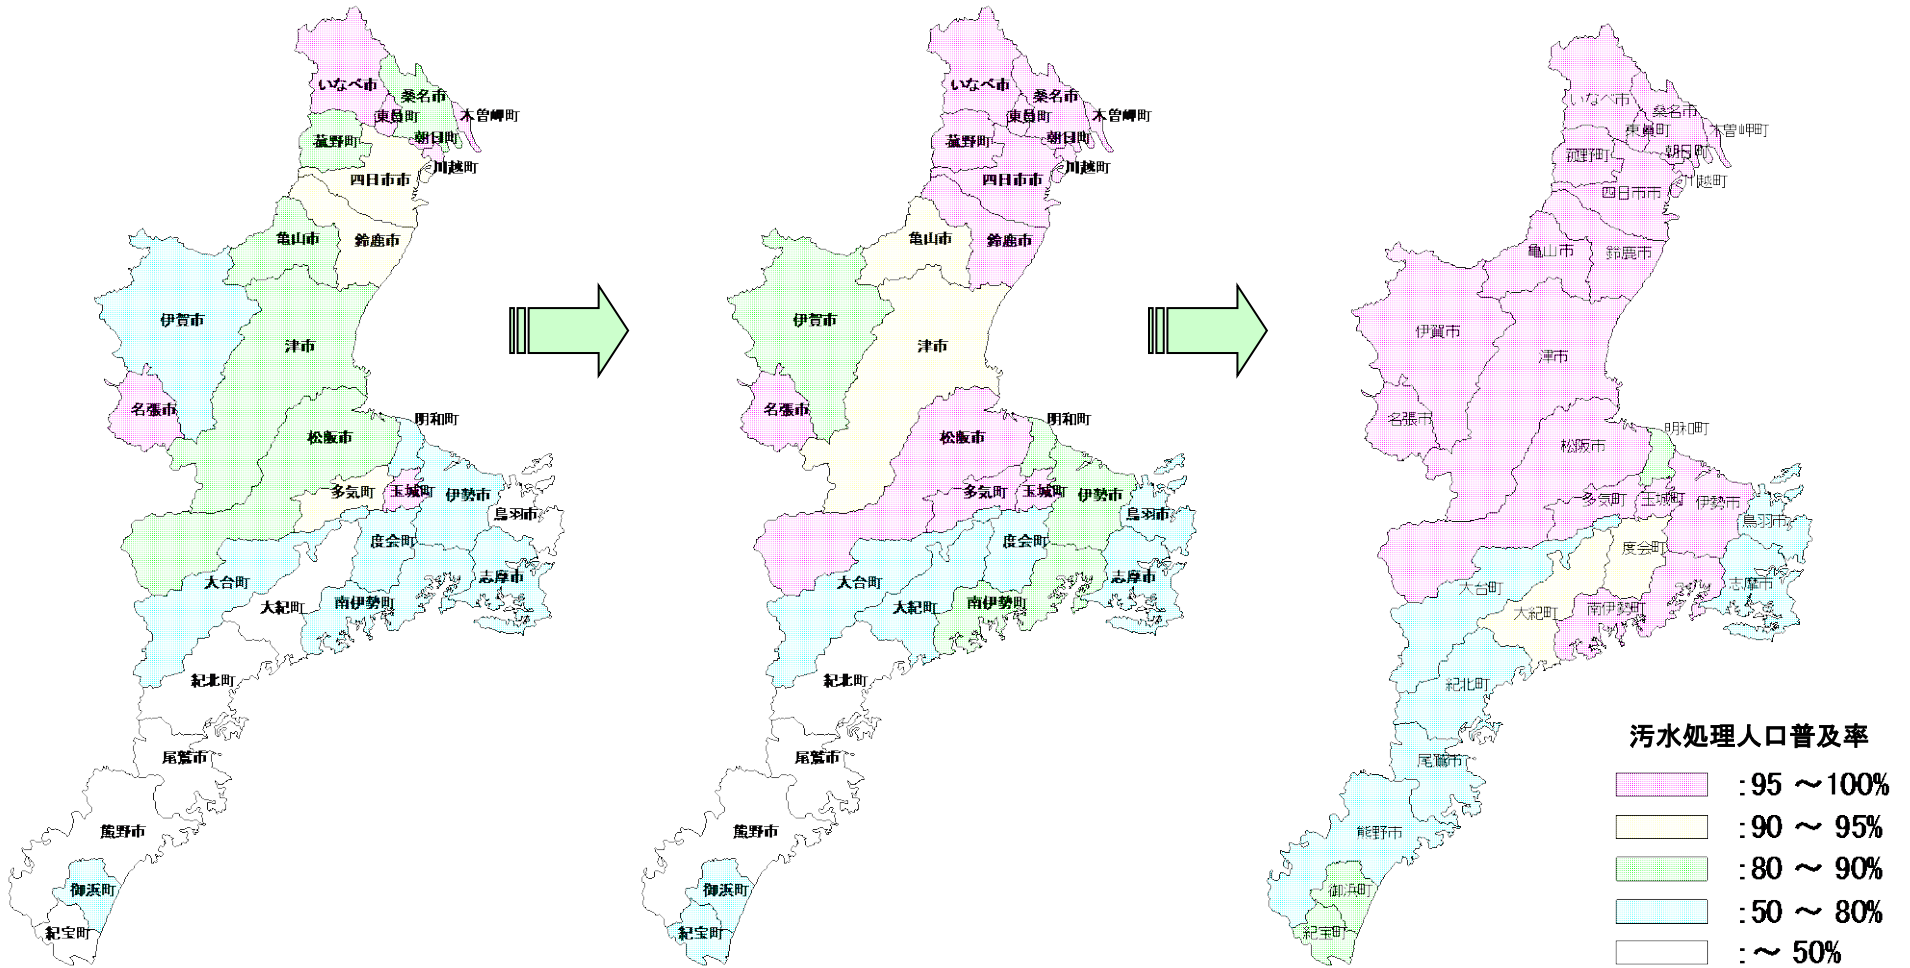 いなべ市
桑名市
東員町
木曽岬町
朝日町
菰野町
川越町
四日市市
亀山市
鈴鹿市
伊賀市
津市
名張市
明和町
松阪市
多気町
玉城町
伊勢市
鳥羽市
度会町
大台町
志摩市
大紀町
南伊勢町
紀北町
尾鷲市
熊野市
御浜町
紀宝町
いなべ市
桑名市
東員町
木曽岬町
朝日町
菰野町
川越町
四日市市
亀山市
鈴鹿市
伊賀市
津市
名張市
明和町
松阪市
多気町
玉城町
伊勢市
鳥羽市
度会町
大台町
志摩市
大紀町
南伊勢町
紀北町
尾鷲市
熊野市
御浜町
紀宝町
いなべ市
桑名市
東員町
木曽岬町
朝日町
菰野町
川越町
四日市市
亀山市
鈴鹿市
伊賀市
津市
名張市
明和町
松阪市
多気町
玉城町
伊勢市
鳥羽市
度会町
大台町
志摩市
大紀町
南伊勢町
紀北町
尾鷲市
熊野市
御浜町
紀宝町
汚水処理人口普及率
:95 ～100%
:90 ～ 95%
:80 ～ 90%
:50 ～ 80%
: ～ 50%